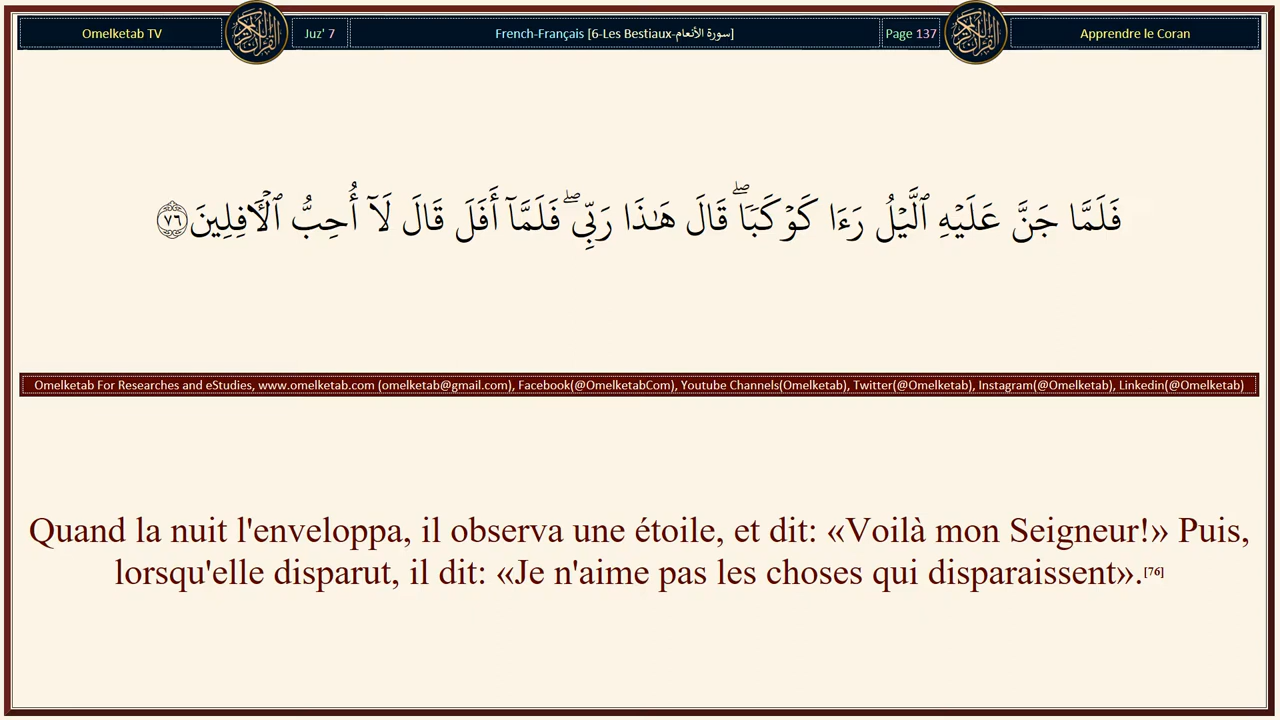 Omelketab TV
Juz' 7
French-Français [6-Les Bestiaux-سورة الأنعام]
Page 137
Apprendre le Coran
فَلَمَّا جَنَّ عَلَيْهِ ٱلَّيْلُ رَءَا كَوْكَبًاۖ قَالَ هَـٰذَا رَبِّىۖ فَلَمَّآ أَفَلَ قَالَ لَآ أُحِبُّ ٱلْـَٔافِلِينَ ٧٦
Omelketab For Researches and eStudies, www.omelketab.com (omelketab@gmail.com), Facebook(@OmelketabCom), Youtube Channels(Omelketab), Twitter(@Omelketab), Instagram(@Omelketab), Linkedin(@Omelketab)
Quand la nuit l'enveloppa, il observa une étoile, et dit: «Voilà mon Seigneur!» Puis,
lorsqu'elle disparut, il dit: «Je n'aime pas les choses qui disparaissent».[76]